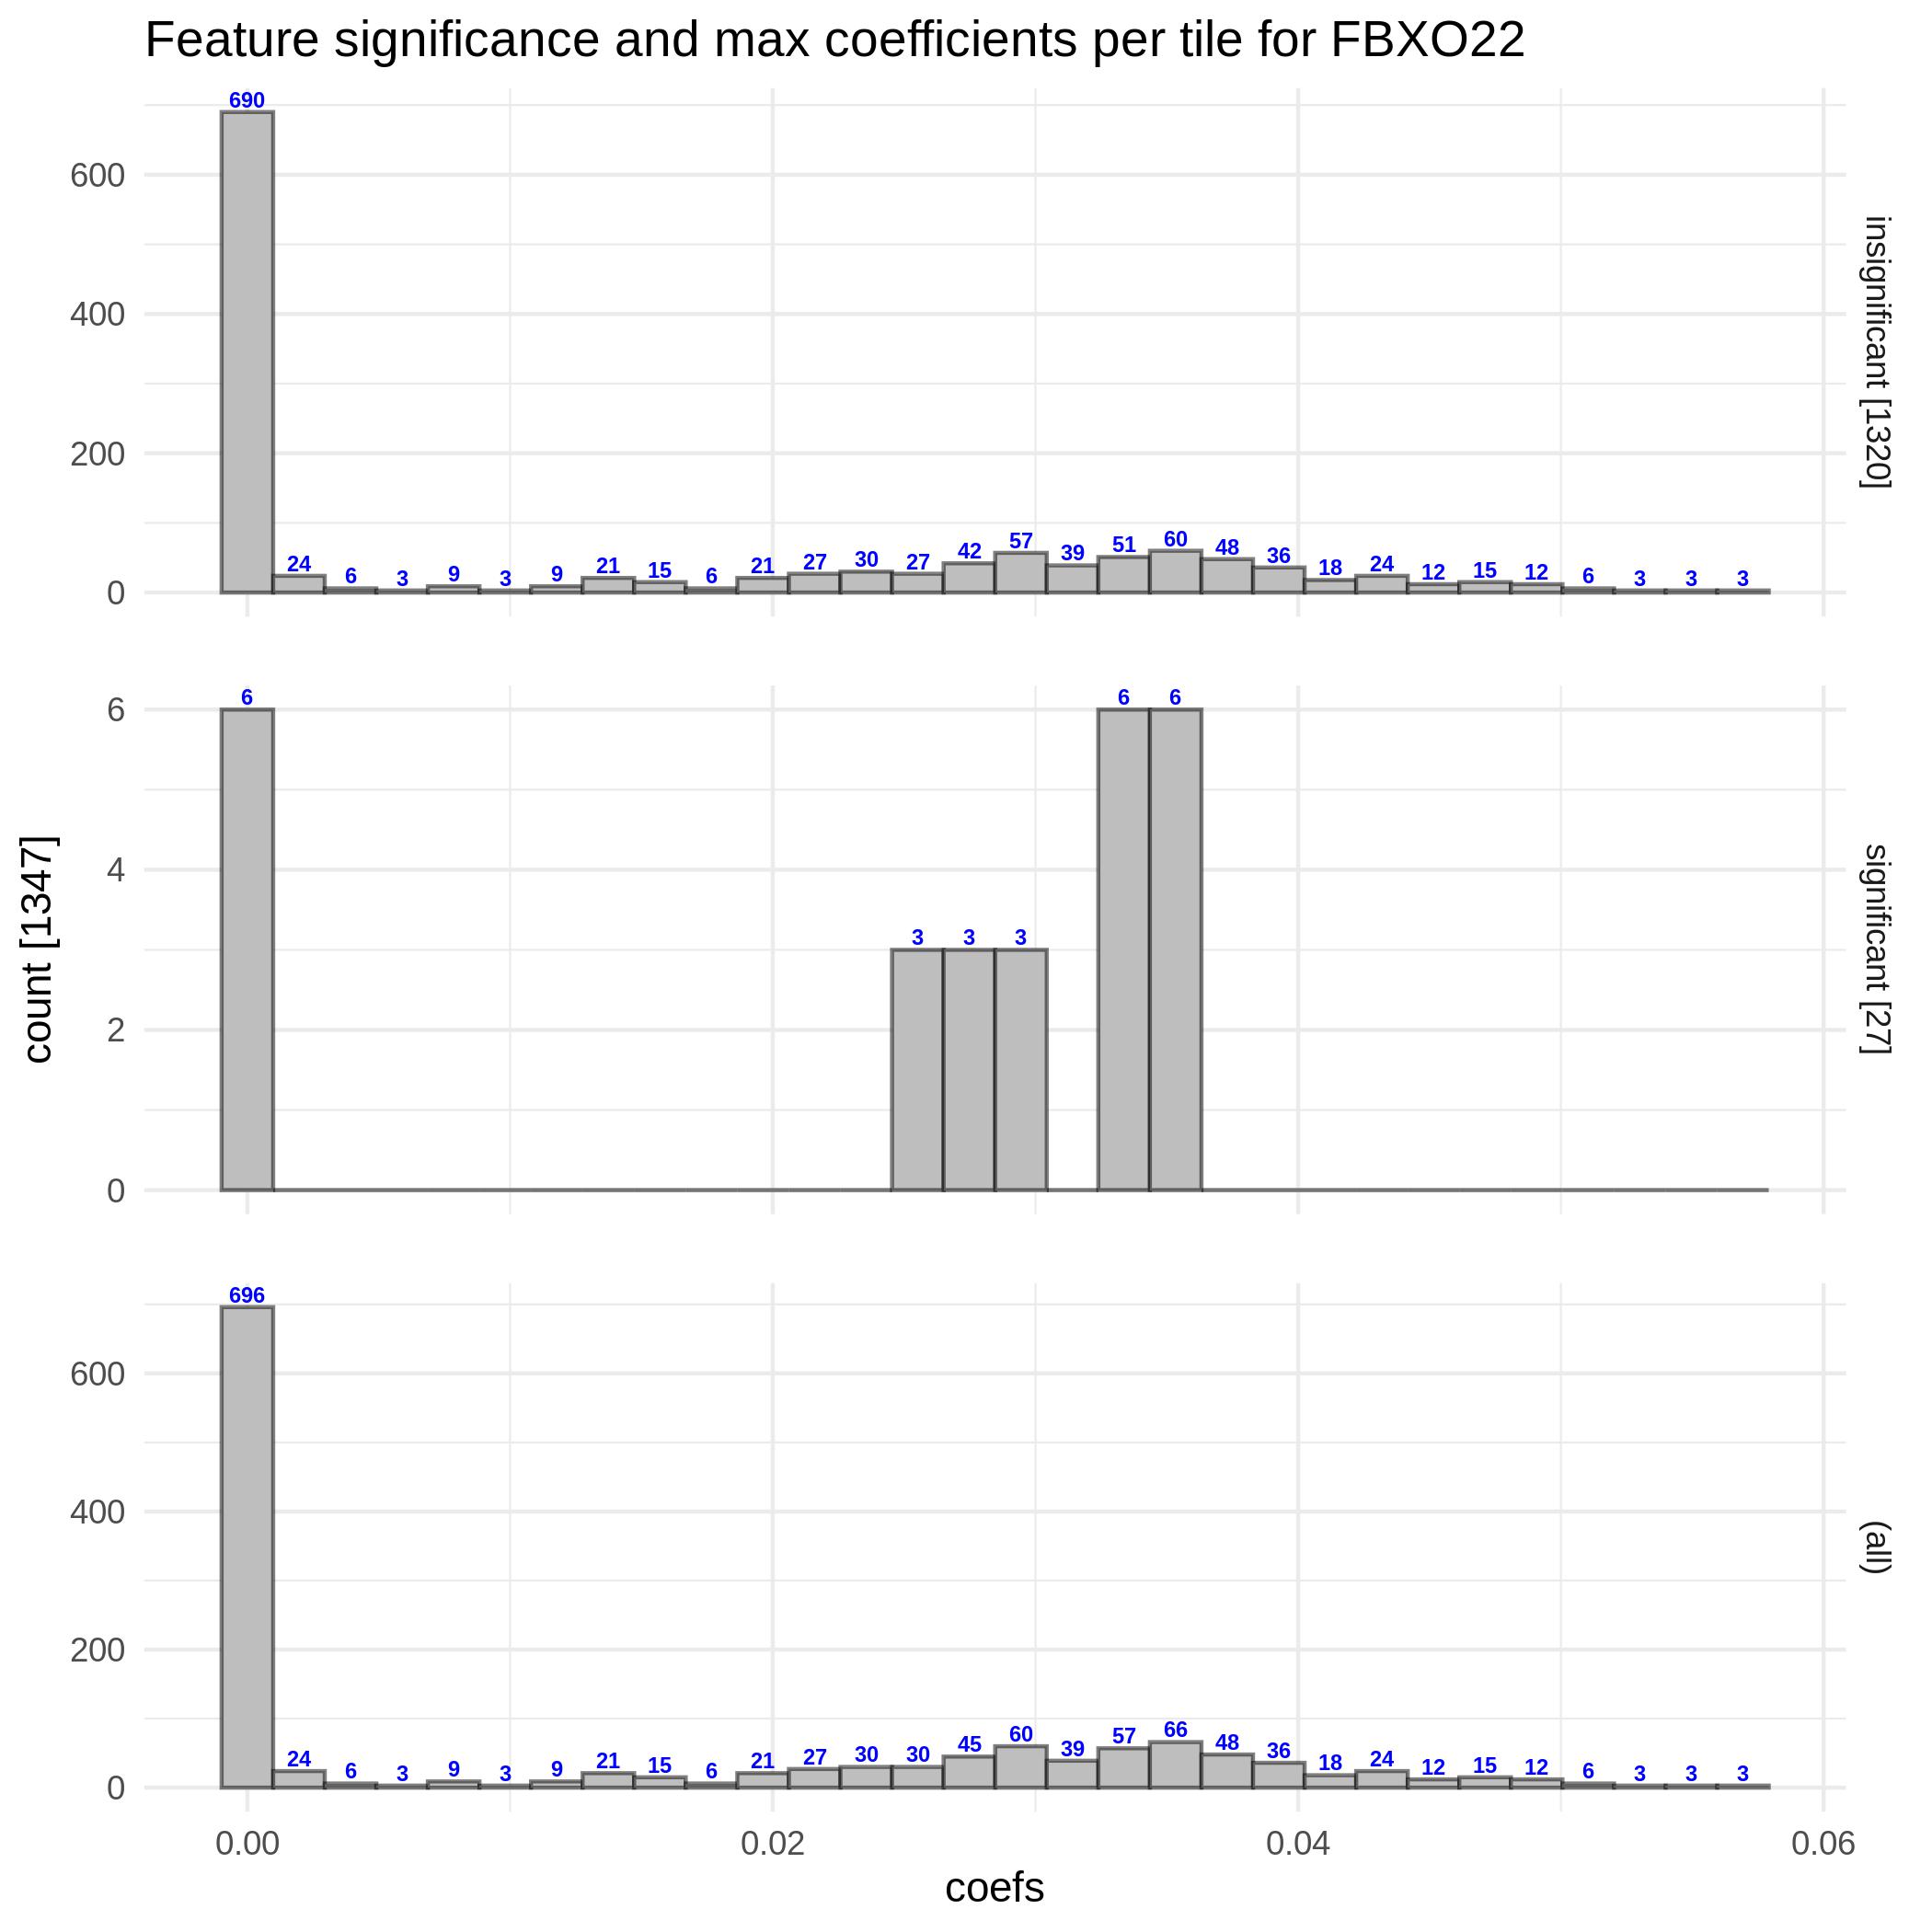 Feature significance and max coefficients per tile for FBXO22
count [1347]
600
400
200
0
690
24 6 3 9 3 9 21 15 6 21 27 30 27 42 57 39 51 60 48 36 18 24 12 15 12 6 3 3 3
insignificant [1320]
6
4
2
0
6 3 3 3 6 6
significant [27]
600
400
200
0
696
24 6 3 9 3 9 21 15 6 21 27 30 30 45 60 39 57 66 48 36 18 24 12 15 12 6 3 3 3
(all)
0.00 0.02 0.04 0.06
coefs